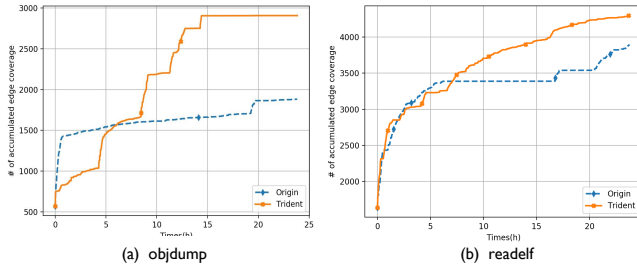 # of accumulated edge coverage
3000
2500
2000
1500
1000
500
0
5
10
15
20
25
Times(h)
Origin
Trident
(a) objdump
# of accumulated edge coverage
4000
3500
3000
2500
2000
0
5
10
15
20
Times(h)
Origin
Trident
(b) readelf